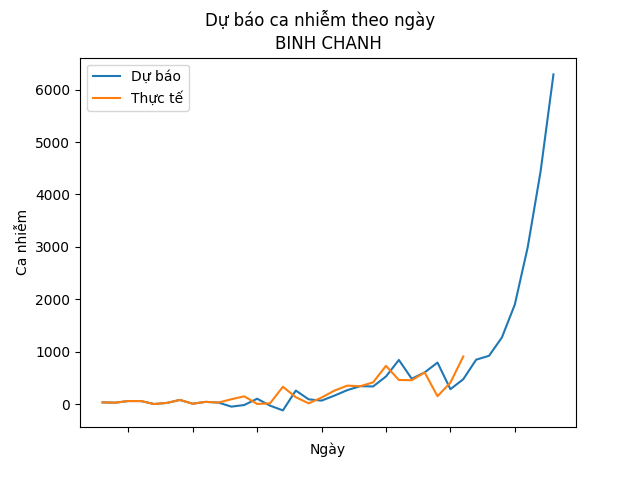 Dự báo ca nhiễm theo ngày
BINH CHANH
Dự báo
Thực tế
6000
5000
4000
3000
2000
1000
0
Ca nhiễm
Ngày